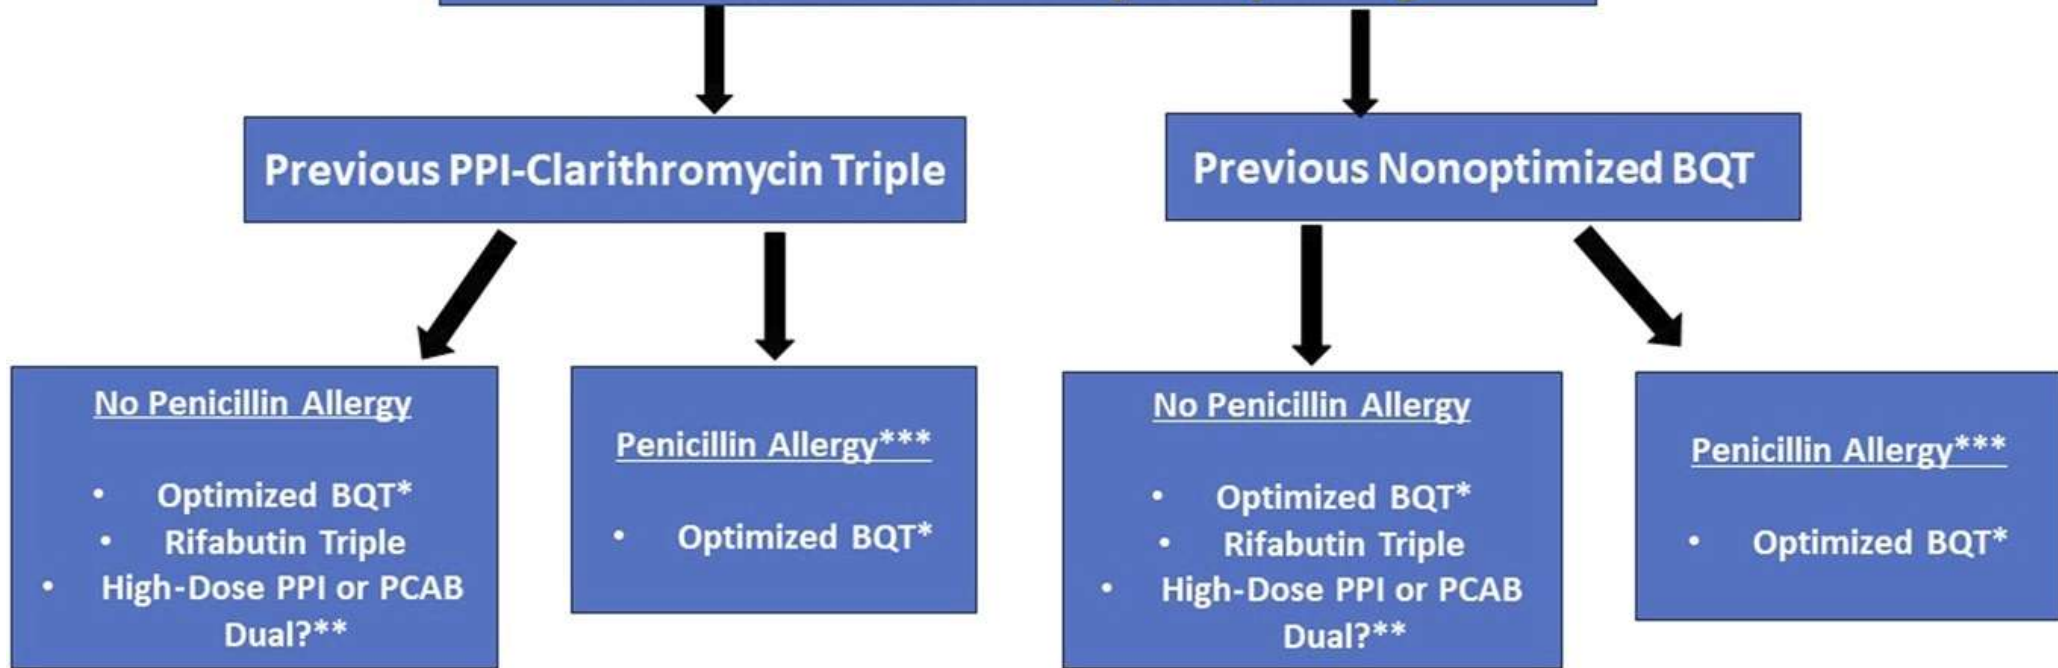 Previous PPI-Clarithromycin Triple
Previous Nonoptimized BQT
No Penicillin Allergy
• Optimized BQT*
• Rifabutin Triple
• High-Dose PPI or PCAB
Dual?**
Penicillin Allergy***
• Optimized BQT*
No Penicillin Allergy
• Optimized BQT*
• Rifabutin Triple
• High-Dose PPI or PCAB
Dual?**
Penicillin Allergy***
• Optimized BQT*